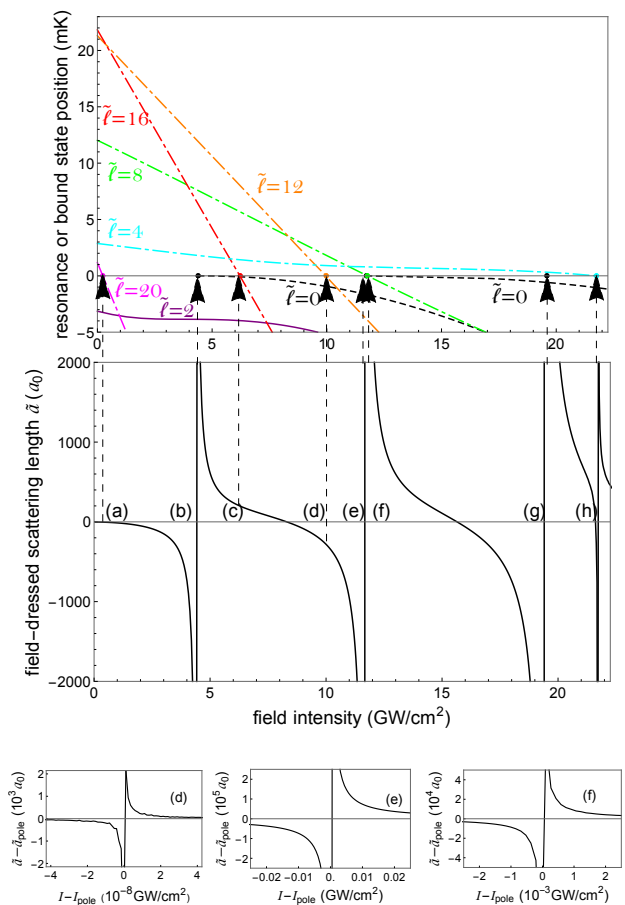 resonance or bound state position (mK)
20
15
10
5
0
−5
ℓ̃=16
ℓ̃=12
ℓ̃=8
ℓ̃=4
ℓ̃=20
ℓ̃=2
ℓ̃=0
ℓ̃=0
0 5 10 15 20
field−dressed scattering length ã (a₀)
2000
1000
0
−1000
−2000
(a) (b) (c) (d) (e) (f) (g) (h)
0 5 10 15 20
field intensity (GW/cm²)
ã−ãpole (10³ a₀)
2
1
0
−1
−2
(d)
−4 −2 0 2 4
I−Ipole (10⁻⁸ GW/cm²)
ã−ãpole (10⁵ a₀)
2
1
0
−1
−2
(e)
−0.02 −0.01 0. 0.01 0.02
I−Ipole (GW/cm²)
ã−ãpole (10⁴ a₀)
4
2
0
−2
−4
(f)
−2 −1 0. 1 2
I−Ipole (10⁻³ GW/cm²)